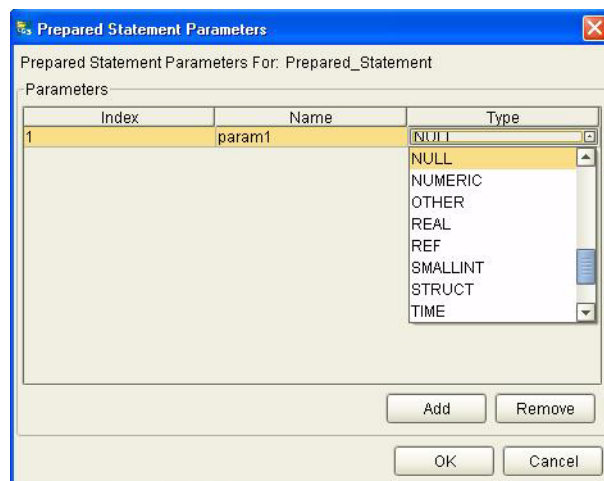 Prepared Statement Parameters
Prepared Statement Parameters For: Prepared_Statement
Parameters
Index Name Type
1 param1 NULL
NULL
NUMERIC
OTHER
REAL
REF
SMALLINT
STRUCT
TIME
Add Remove
OK Cancel